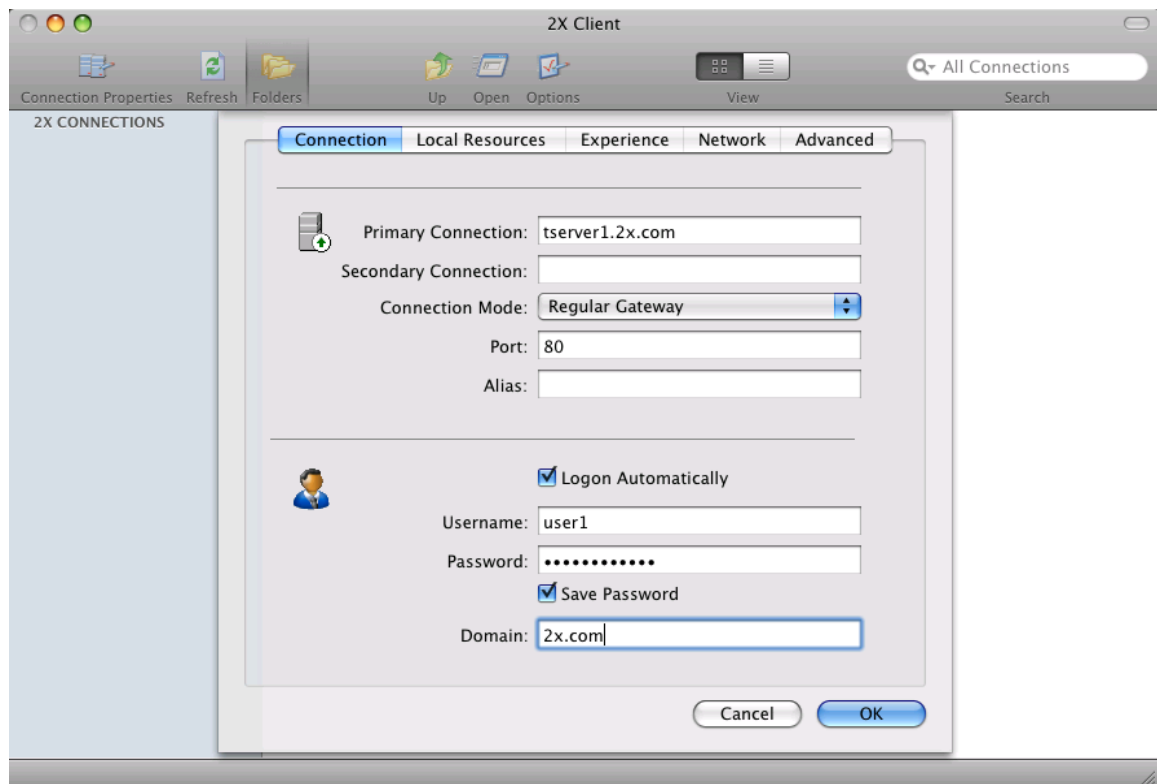 2X Client
All Connections
Connection Properties Refresh Folders Up Open Options View Search
2X CONNECTIONS
Connection Local Resources Experience Network Advanced
Primary Connection: tserver1.2x.com
Secondary Connection:
Connection Mode: Regular Gateway
Port: 80
Alias:
Logon Automatically
Username: user1
Password: ••••••••••••
Save Password
Domain: 2x.com
Cancel OK